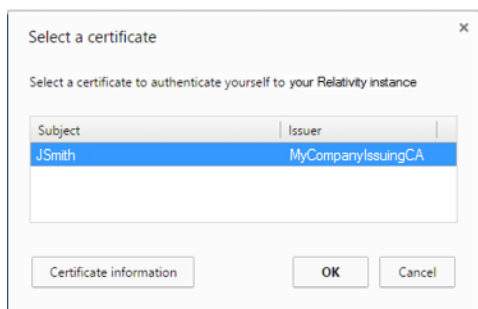 Select a certificate
Select a certificate to authenticate yourself to your Relativity instance
Subject Issuer
JSmith MyCompanyIssuingCA
Certificate information OK Cancel